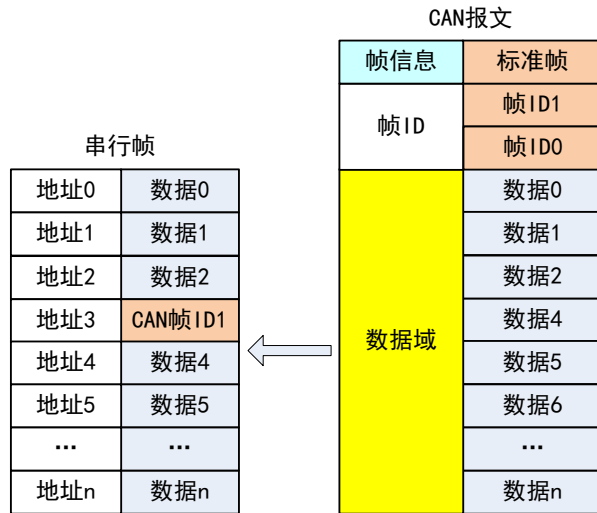 CAN报文
帧信息 标准帧
帧ID 帧ID1
帧ID0
串行帧
地址0 数据0
地址1 数据1
地址2 数据2
地址3 CAN帧ID1
地址4 数据4
地址5 数据5
… …
地址n 数据n
数据域
数据0
数据1
数据2
数据4
数据5
数据6
…
数据n